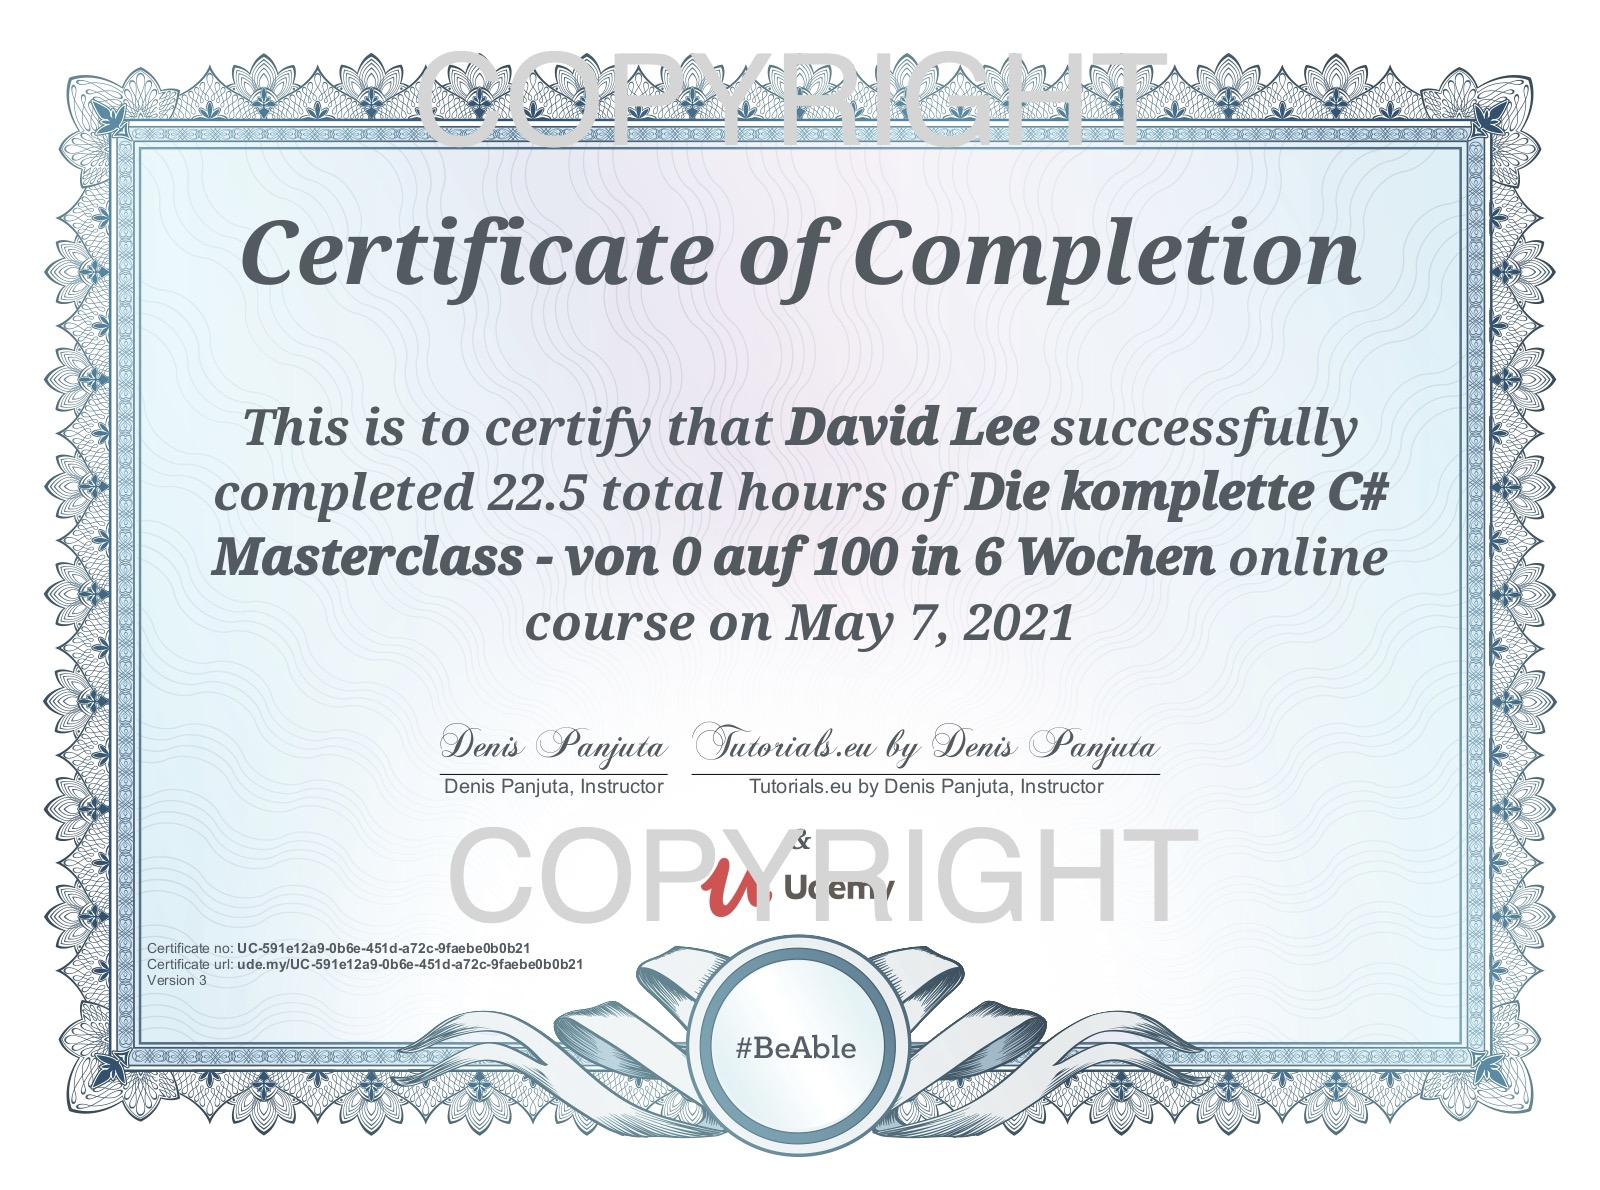 COPYRIGHT
Certificate of Completion
This is to certify that David Lee successfully
completed 22.5 total hours of Die komplette C#
Masterclass - von 0 auf 100 in 6 Wochen online
course on May 7, 2021
Denis Panjuta Tutorials.eu by Denis Panjuta
Denis Panjuta, Instructor Tutorials.eu by Denis Panjuta, Instructor
&
COPYRIGHT
Udemy
Certificate no: UC-591e12a9-0b6e-451d-a72c-9faebe0b0b21
Certificate url: ude.my/UC-591e12a9-0b6e-451d-a72c-9faebe0b0b21
Version 3
#BeAble